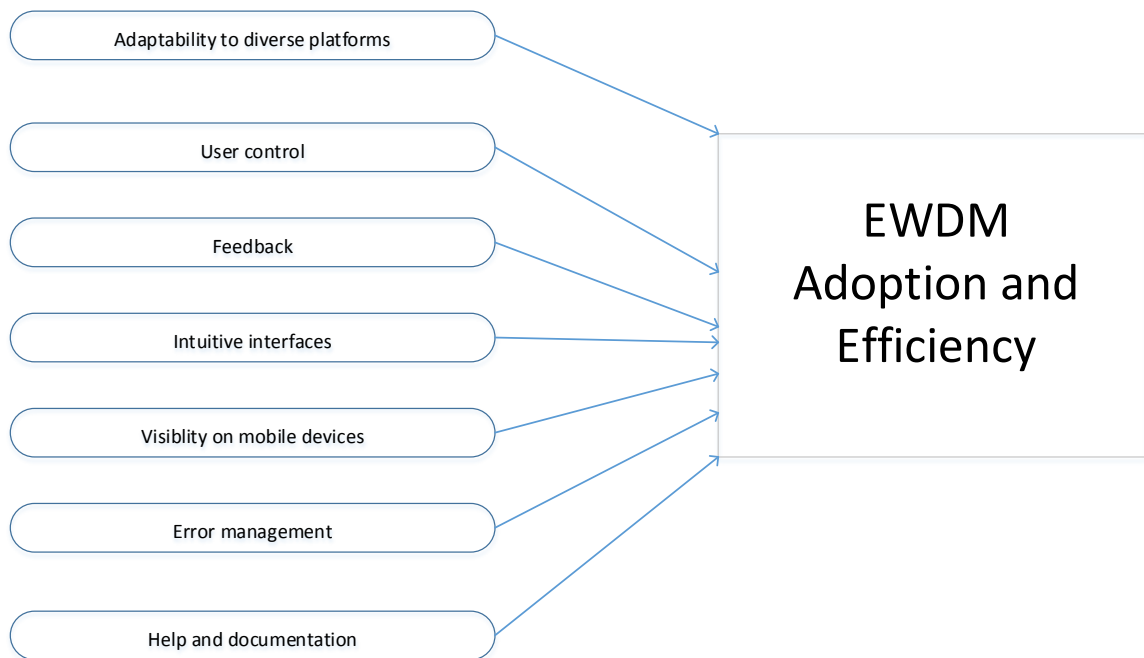 Adaptability to diverse platforms
User control
Feedback
Intuitive interfaces
Visiblity on mobile devices
Error management
Help and documentation
EWDM
Adoption and
Efficiency